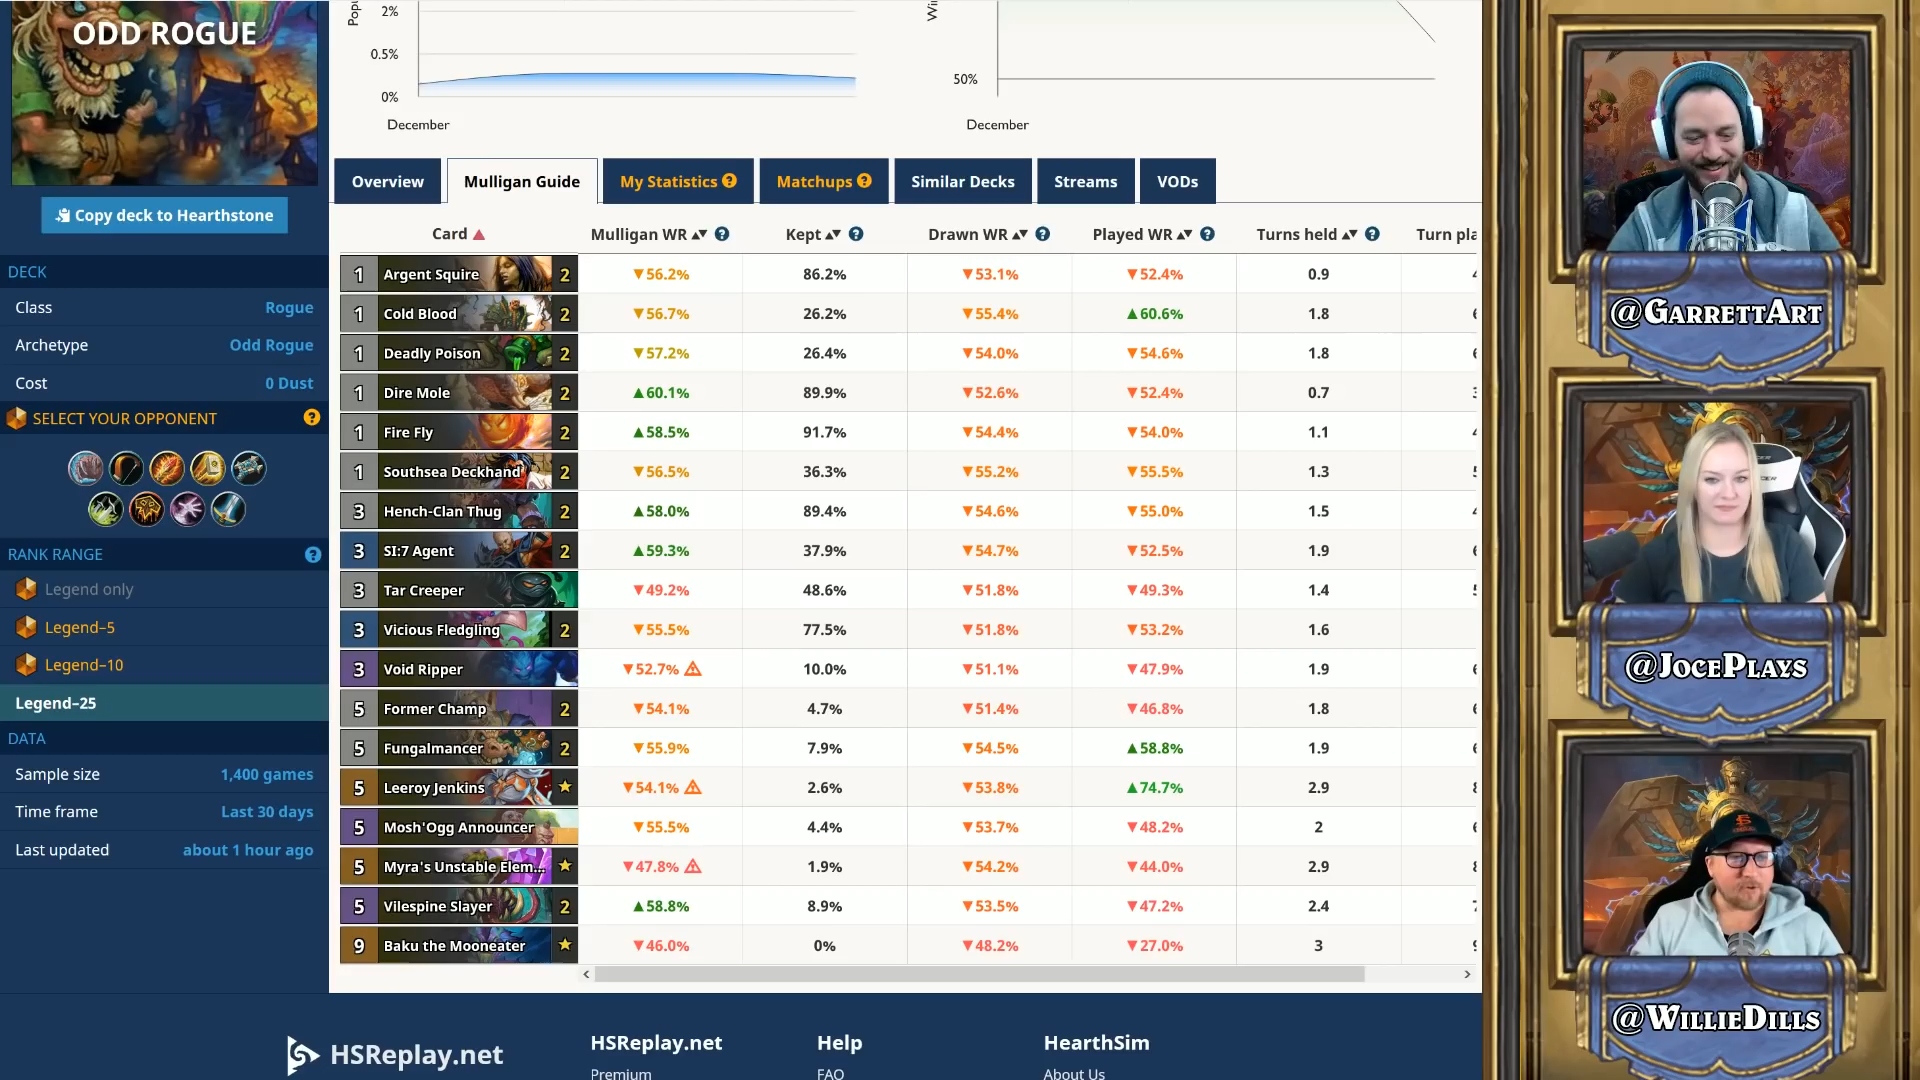 ODD ROGUE
Copy deck to Hearthstone
DECK
Class Rogue
Archetype Odd Rogue
Cost 0 Dust
SELECT YOUR OPPONENT ?
RANK RANGE ?
Legend only
Legend–5
Legend–10
Legend–25
DATA
Sample size 1,400 games
Time frame Last 30 days
Last updated about 1 hour ago
2%
0.5%
0%
December
50%
December
Overview Mulligan Guide My Statistics ? Matchups ? Similar Decks Streams VODs
Card ▲ Mulligan WR ▲▼ ? Kept ▲▼ ? Drawn WR ▲▼ ? Played WR ▲▼ ? Turns held ▲▼ ? Turn pla
1 Argent Squire 2 ▼56.2% 86.2% ▼53.1% ▼52.4% 0.9
1 Cold Blood 2 ▼56.7% 26.2% ▼55.4% ▲60.6% 1.8
1 Deadly Poison 2 ▼57.2% 26.4% ▼54.0% ▼54.6% 1.8
1 Dire Mole 2 ▲60.1% 89.9% ▼52.6% ▼52.4% 0.7
1 Fire Fly 2 ▲58.5% 91.7% ▼54.4% ▼54.0% 1.1
1 Southsea Deckhand 2 ▼56.5% 36.3% ▼55.2% ▼55.5% 1.3
3 Hench-Clan Thug 2 ▲58.0% 89.4% ▼54.6% ▼55.0% 1.5
3 SI:7 Agent 2 ▲59.3% 37.9% ▼54.7% ▼52.5% 1.9
3 Tar Creeper ▼49.2% 48.6% ▼51.8% ▼49.3% 1.4
3 Vicious Fledgling 2 ▼55.5% 77.5% ▼51.8% ▼53.2% 1.6
3 Void Ripper ▼52.7% 10.0% ▼51.1% ▼47.9% 1.9
5 Former Champ 2 ▼54.1% 4.7% ▼51.4% ▼46.8% 1.8
5 Fungalmancer 2 ▼55.9% 7.9% ▼54.5% ▲58.8% 1.9
5 Leeroy Jenkins ★ ▼54.1% 2.6% ▼53.8% ▲74.7% 2.9
5 Mosh'Ogg Announcer ▼55.5% 4.4% ▼53.7% ▼48.2% 2
5 Myra's Unstable Elem... ★ ▼47.8% 1.9% ▼54.2% ▼44.0% 2.9
5 Vilespine Slayer 2 ▲58.8% 8.9% ▼53.5% ▼47.2% 2.4
9 Baku the Mooneater ★ ▼46.0% 0% ▼48.2% ▼27.0% 3
HSReplay.net
HSReplay.net
Premium
Help
FAQ
HearthSim
About Us
@GarrettArt
@JocePlays
@WillieDills